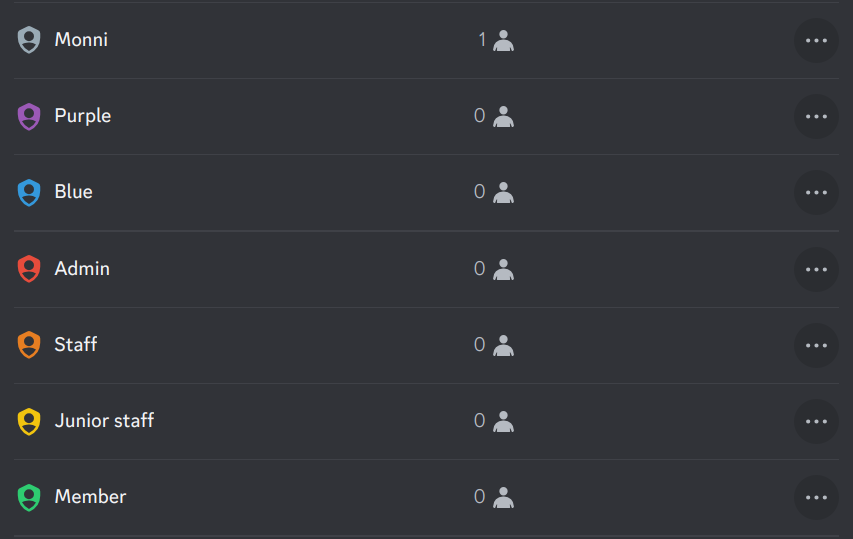 Monni 1
Purple 0
Blue 0
Admin 0
Staff 0
Junior staff 0
Member 0